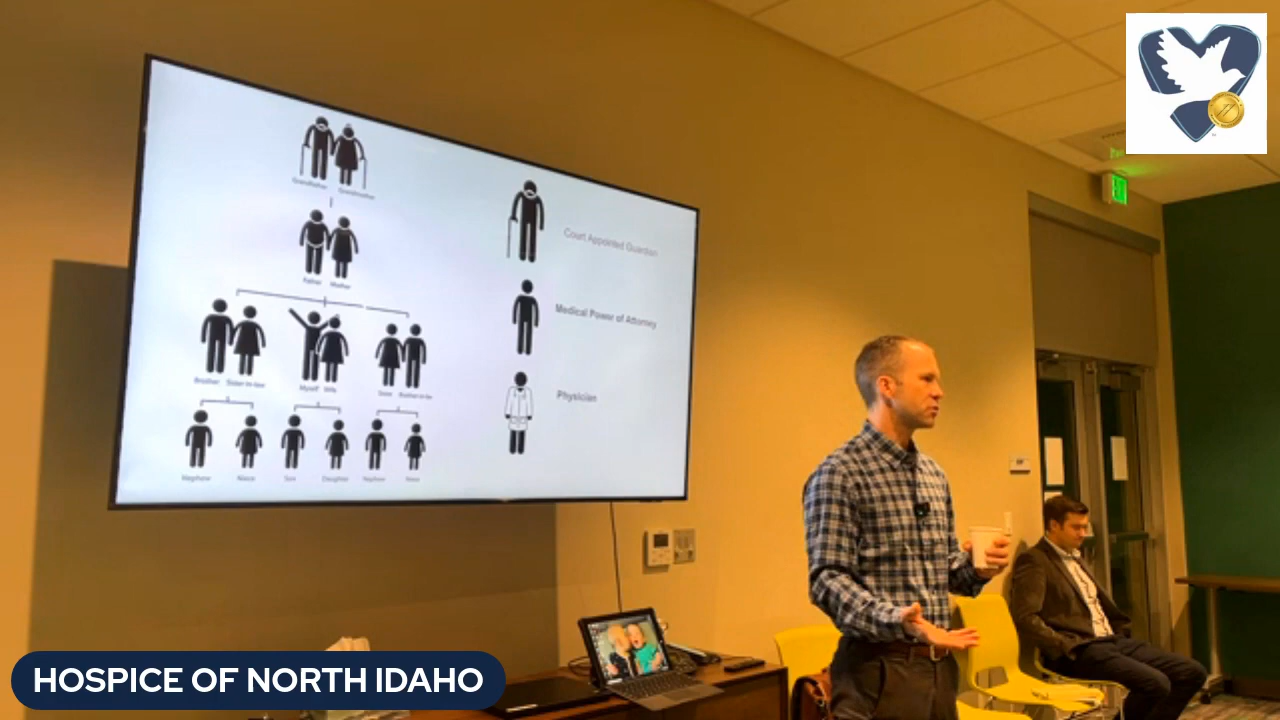 Grandfather Grandmother
Court Appointed Guardian
Father Mother
Medical Power of Attorney
Brother Sister-in-law Myself Wife Sister Brother-in-law
Physician
Nephew Niece Son Daughter Nephew Niece
HOSPICE OF NORTH IDAHO